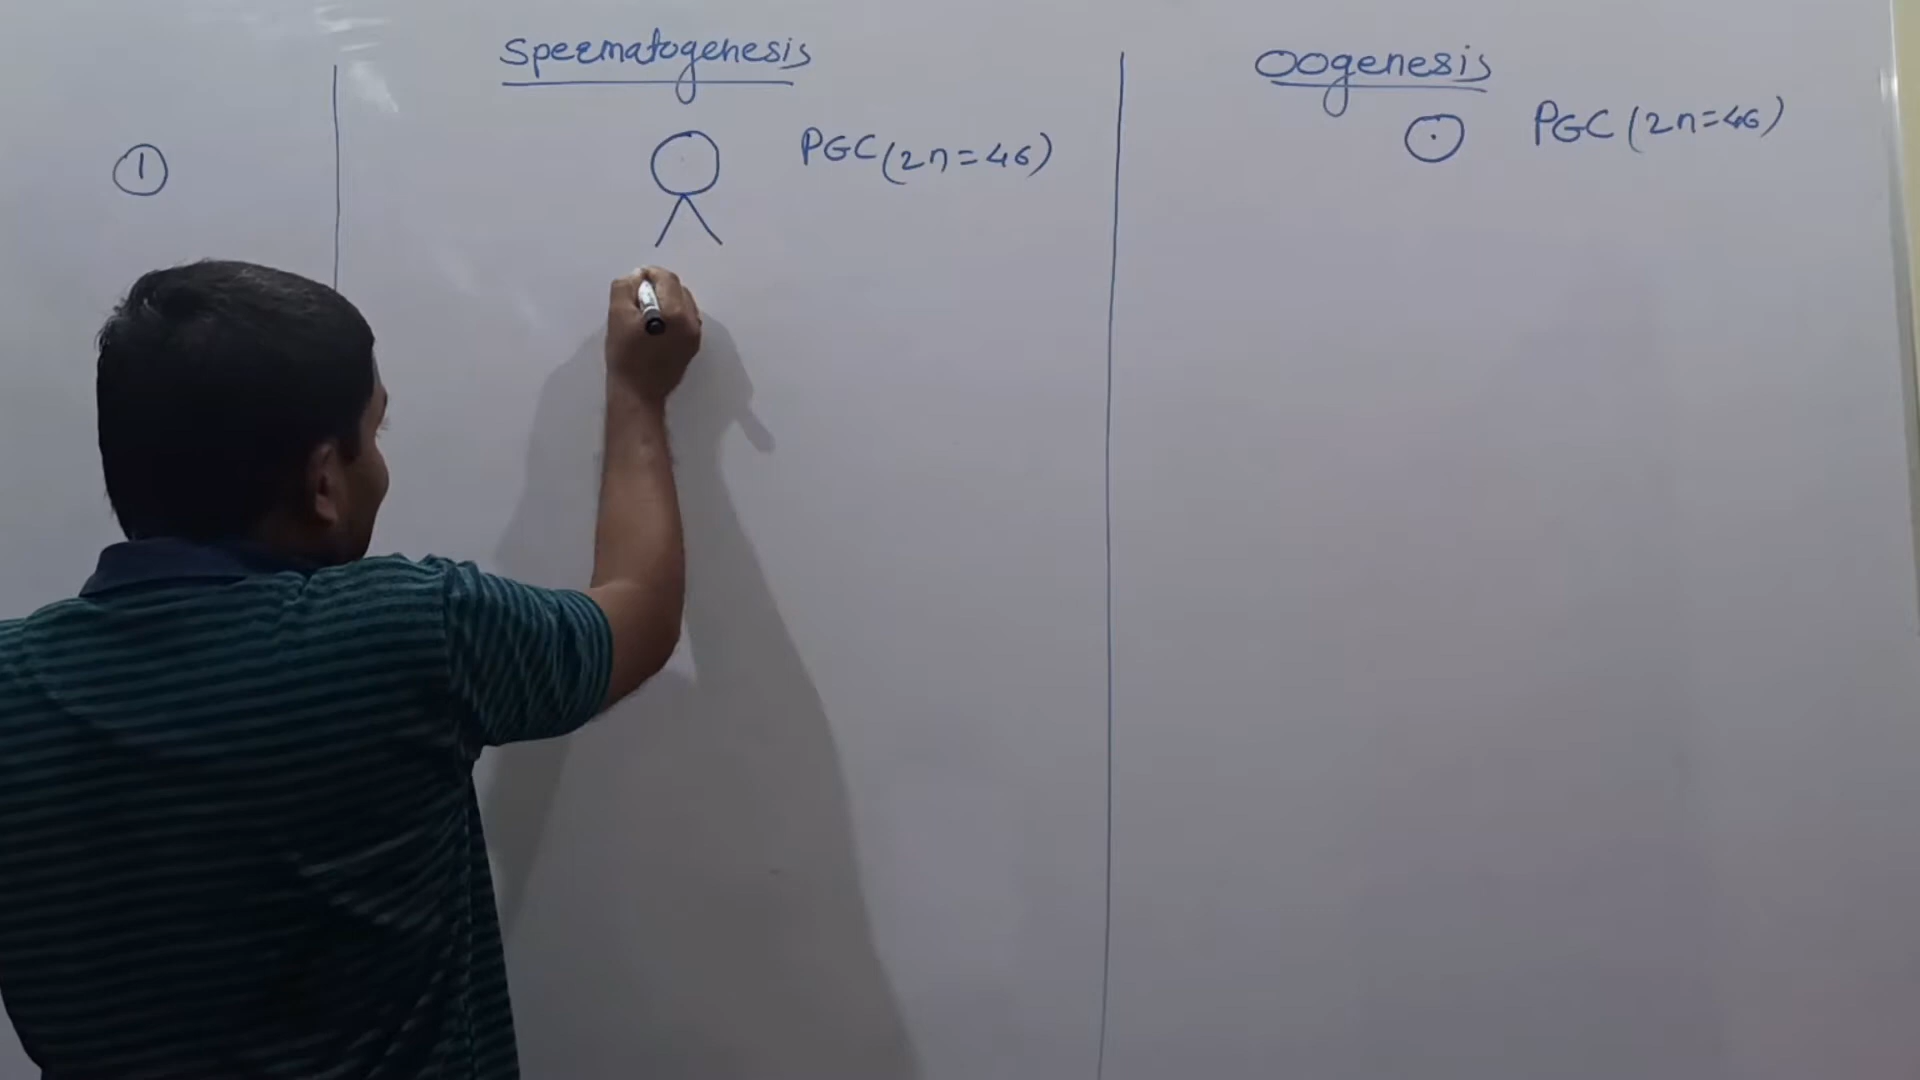 Spermatogenesis
Oogenesis
①
PGC (2n=46)
PGC (2n=46)